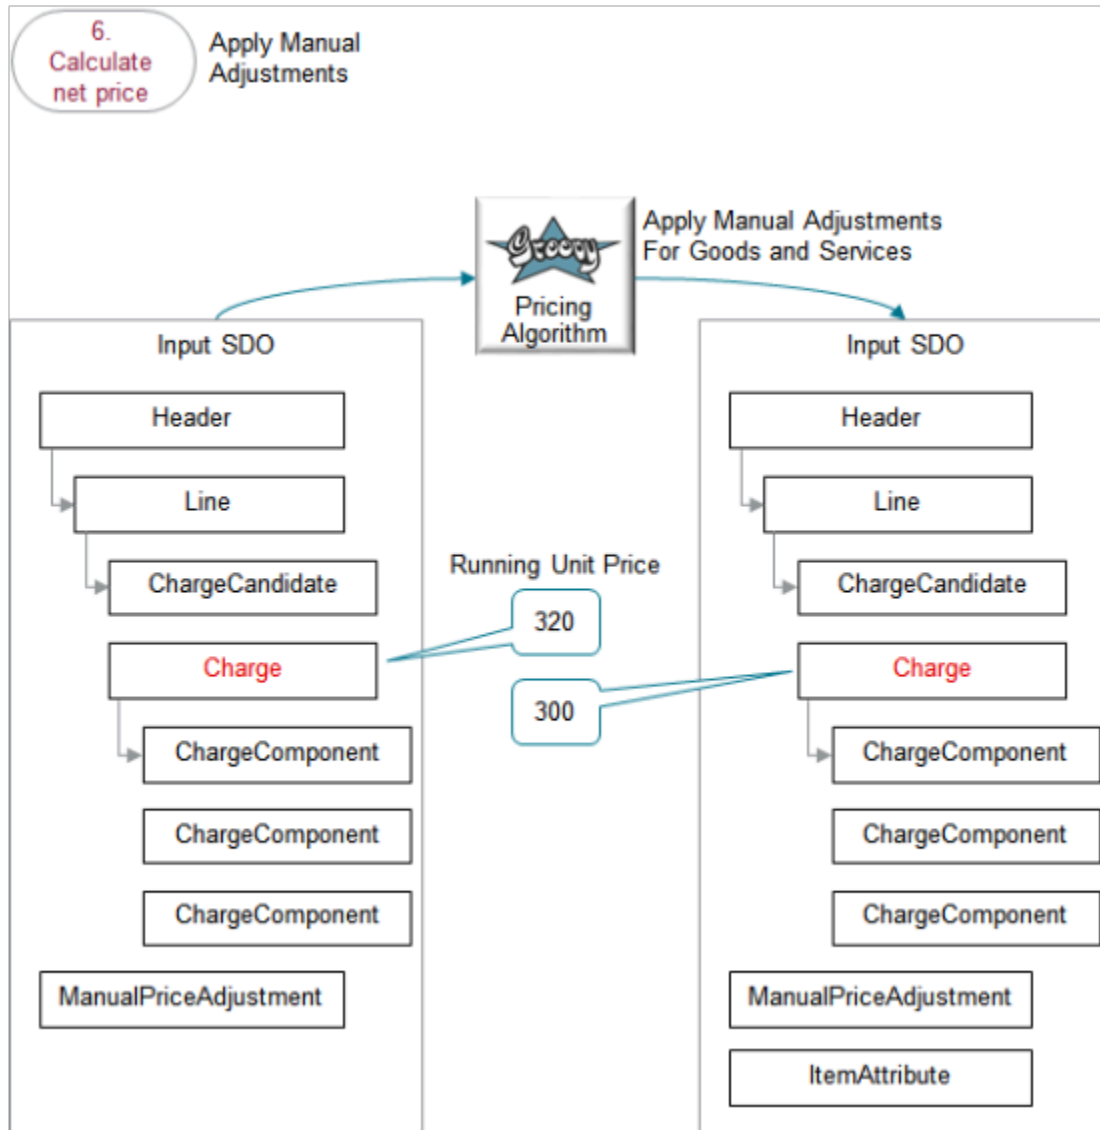 6.
Calculate
net price
Apply Manual
Adjustments
Groovy
Pricing
Algorithm
Apply Manual Adjustments
For Goods and Services
Input SDO
Header
Line
ChargeCandidate
Charge
ChargeComponent
ChargeComponent
ChargeComponent
ManualPriceAdjustment
Running Unit Price
320
300
Input SDO
Header
Line
ChargeCandidate
Charge
ChargeComponent
ChargeComponent
ChargeComponent
ManualPriceAdjustment
ItemAttribute